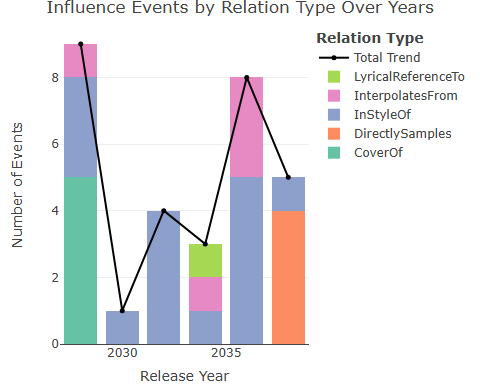 Influence Events by Relation Type Over Years
Number of Events
8
6
4
2
0
2030
2035
Release Year
Relation Type
Total Trend
LyricalReferenceTo
InterpolatesFrom
InStyleOf
DirectlySamples
CoverOf